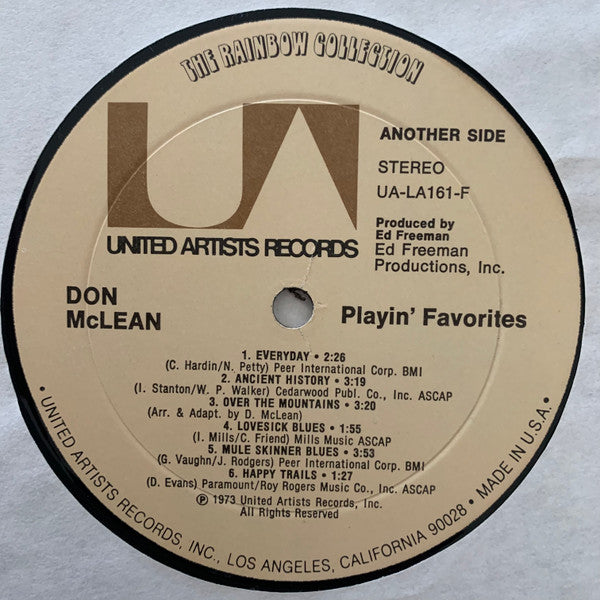 THE RAINBOW COLLECTION
UA
UNITED ARTISTS RECORDS
ANOTHER SIDE
STEREO
UA-LA161-F
Produced by
Ed Freeman
Ed Freeman
Productions, Inc.
DON
McLEAN
Playin' Favorites
1. EVERYDAY • 2:26
(C. Hardin/N. Petty) Peer International Corp. BMI
2. ANCIENT HISTORY • 3:19
(I. Stanton/W. P. Walker) Cedarwood Publ. Co., Inc. ASCAP
3. OVER THE MOUNTAINS • 3:20
(Arr. & Adapt. by D. McLean)
4. LOVESICK BLUES • 1:55
(I. Mills/C. Friend) Mills Music ASCAP
5. MULE SKINNER BLUES • 3:53
(G. Vaughn/J. Rodgers) Peer International Corp. BMI
6. HAPPY TRAILS • 1:27
(D. Evans) Paramount/Roy Rogers Music Co., Inc. ASCAP
℗ 1973 United Artists Records, Inc.
All Rights Reserved
• UNITED ARTISTS RECORDS, INC., LOS ANGELES, CALIFORNIA 90028 • MADE IN U.S.A. •